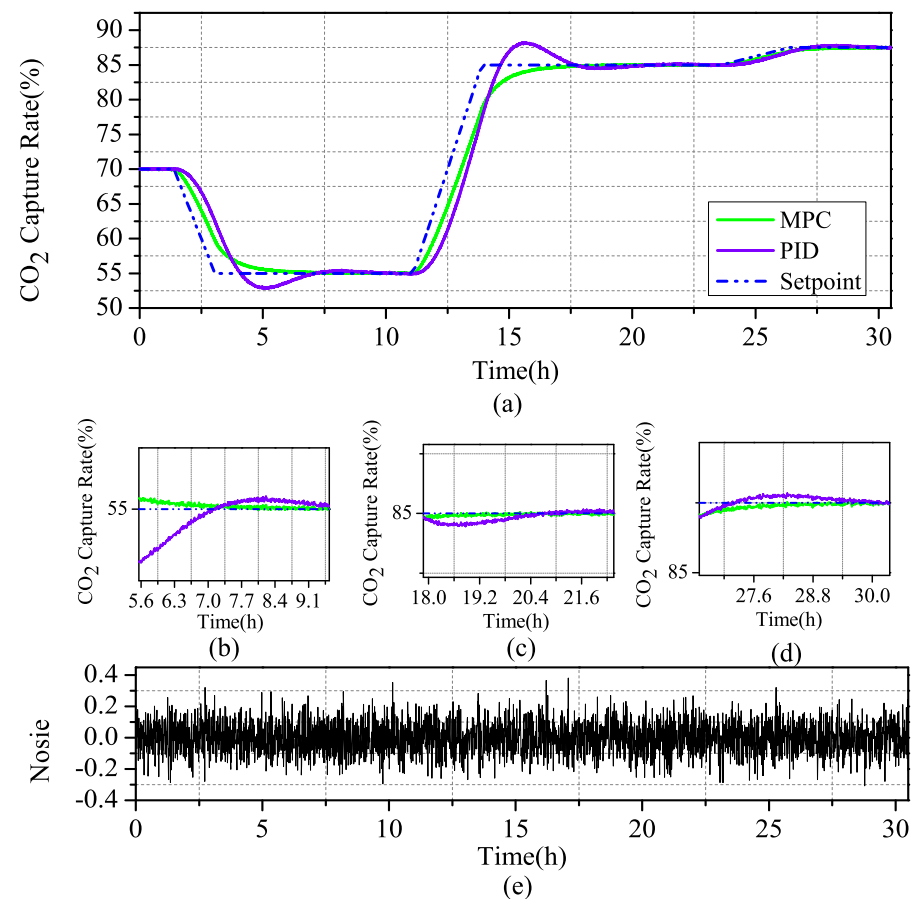 CO2 Capture Rate(%)
90
85
80
75
70
65
60
55
50
MPC
PID
Setpoint
0 5 10 15 20 25 30
Time(h)
(a)
CO2 Capture Rate(%)
55
5.6 6.3 7.0 7.7 8.4 9.1
Time(h)
(b)
CO2 Capture Rate(%)
85
18.0 19.2 20.4 21.6
Time(h)
(c)
CO2 Capture Rate(%)
85
27.6 28.8 30.0
Time(h)
(d)
Nosie
0.4
0.2
0.0
-0.2
-0.4
0 5 10 15 20 25 30
Time(h)
(e)